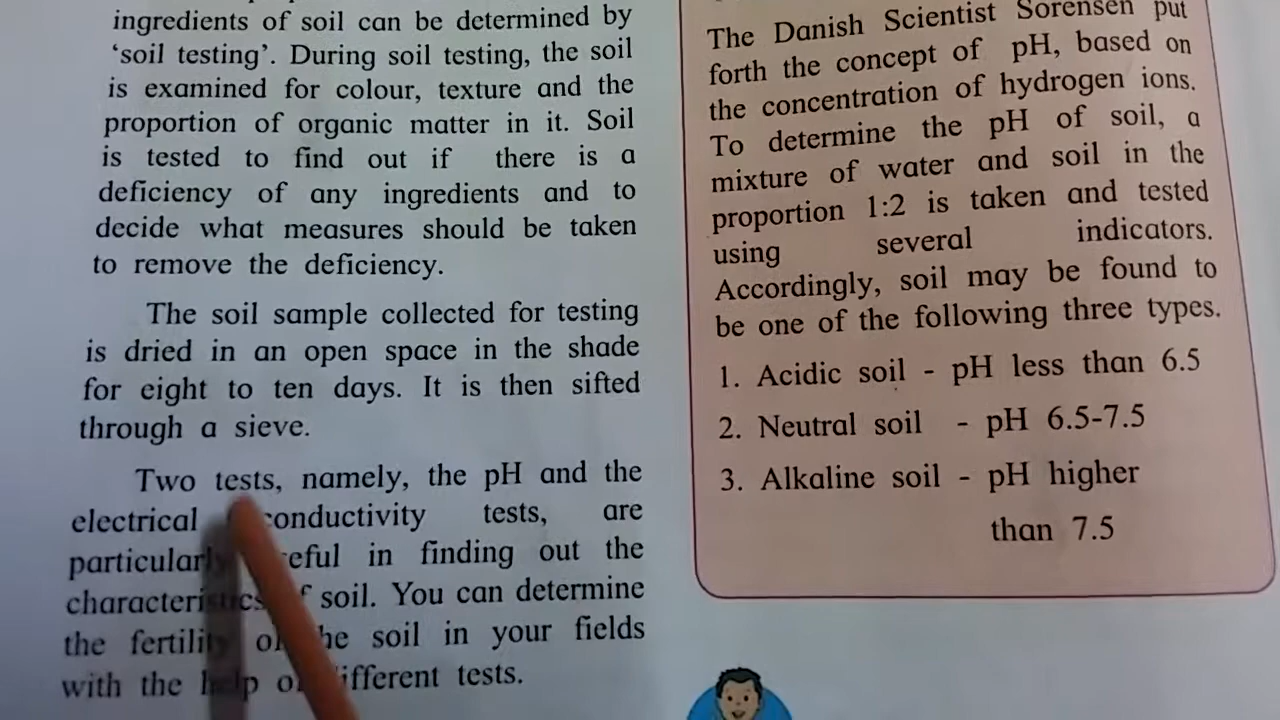 ingredients of soil can be determined by
'soil testing'. During soil testing, the soil
is examined for colour, texture and the
proportion of organic matter in it. Soil
is tested to find out if there is a
deficiency of any ingredients and to
decide what measures should be taken
to remove the deficiency.
The soil sample collected for testing
is dried in an open space in the shade
for eight to ten days. It is then sifted
through a sieve.
Two tests, namely, the pH and the
electrical conductivity tests, are
particularly in finding out the
characteristics of soil. You can determine
the fertility of the soil in your fields
with the help of different tests.
The Danish Scientist Sorensen put
forth the concept of pH, based on
the concentration of hydrogen ions.
To determine the pH of soil, a
mixture of water and soil in the
proportion 1:2 is taken and tested
using several indicators.
Accordingly, soil may be found to
be one of the following three types.
1. Acidic soil - pH less than 6.5
2. Neutral soil - pH 6.5-7.5
3. Alkaline soil - pH higher
than 7.5